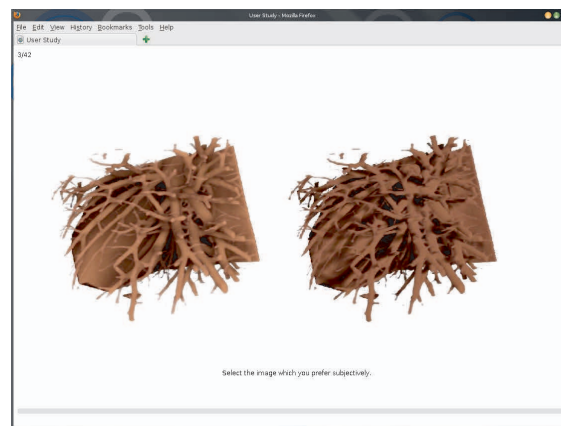 User Study - Mozilla Firefox
File Edit View History Bookmarks Tools Help
User Study
3/42
Select the image which you prefer subjectively.